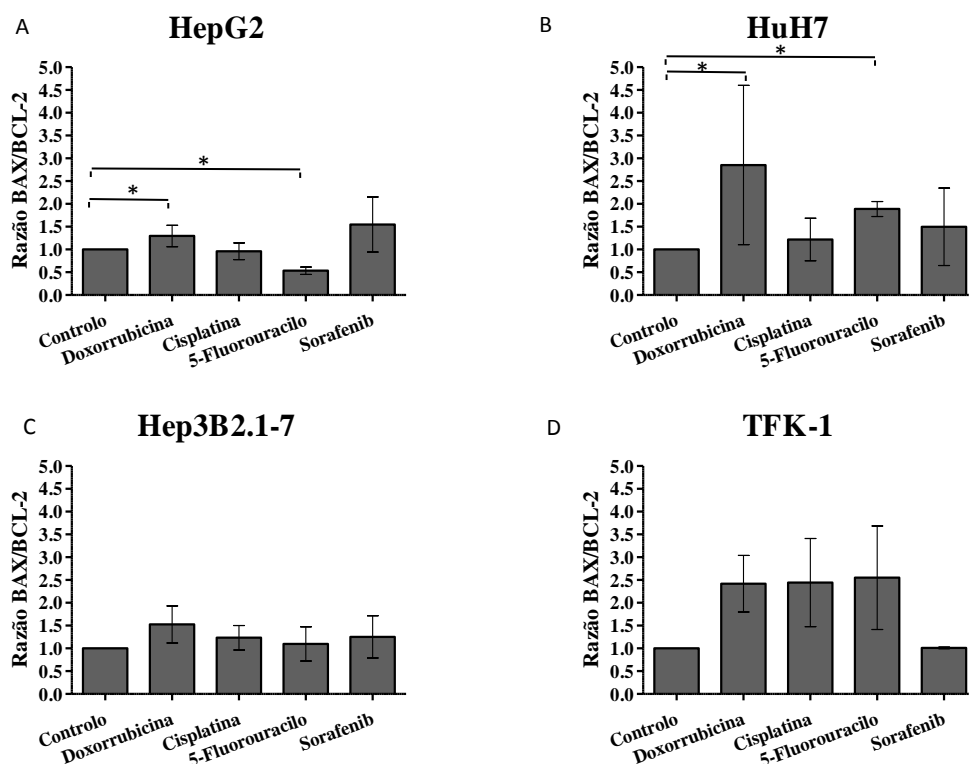 A
HepG2
Razão BAX/BCL-2
5.0
4.5
4.0
3.5
3.0
2.5
2.0
1.5
1.0
0.5
0.0
*
*
Controlo
Doxorrubicina
Cisplatina
5-Fluorouracilo
Sorafenib
B
HuH7
Razão BAX/BCL-2
5.0
4.5
4.0
3.5
3.0
2.5
2.0
1.5
1.0
0.5
0.0
*
*
Controlo
Doxorrubicina
Cisplatina
5-Fluorouracilo
Sorafenib
C
Hep3B2.1-7
Razão BAX/BCL-2
5.0
4.5
4.0
3.5
3.0
2.5
2.0
1.5
1.0
0.5
0.0
Controlo
Doxorrubicina
Cisplatina
5-Fluorouracilo
Sorafenib
D
TFK-1
Razão BAX/BCL-2
5.0
4.5
4.0
3.5
3.0
2.5
2.0
1.5
1.0
0.5
0.0
Controlo
Doxorrubicina
Cisplatina
5-Fluorouracilo
Sorafenib